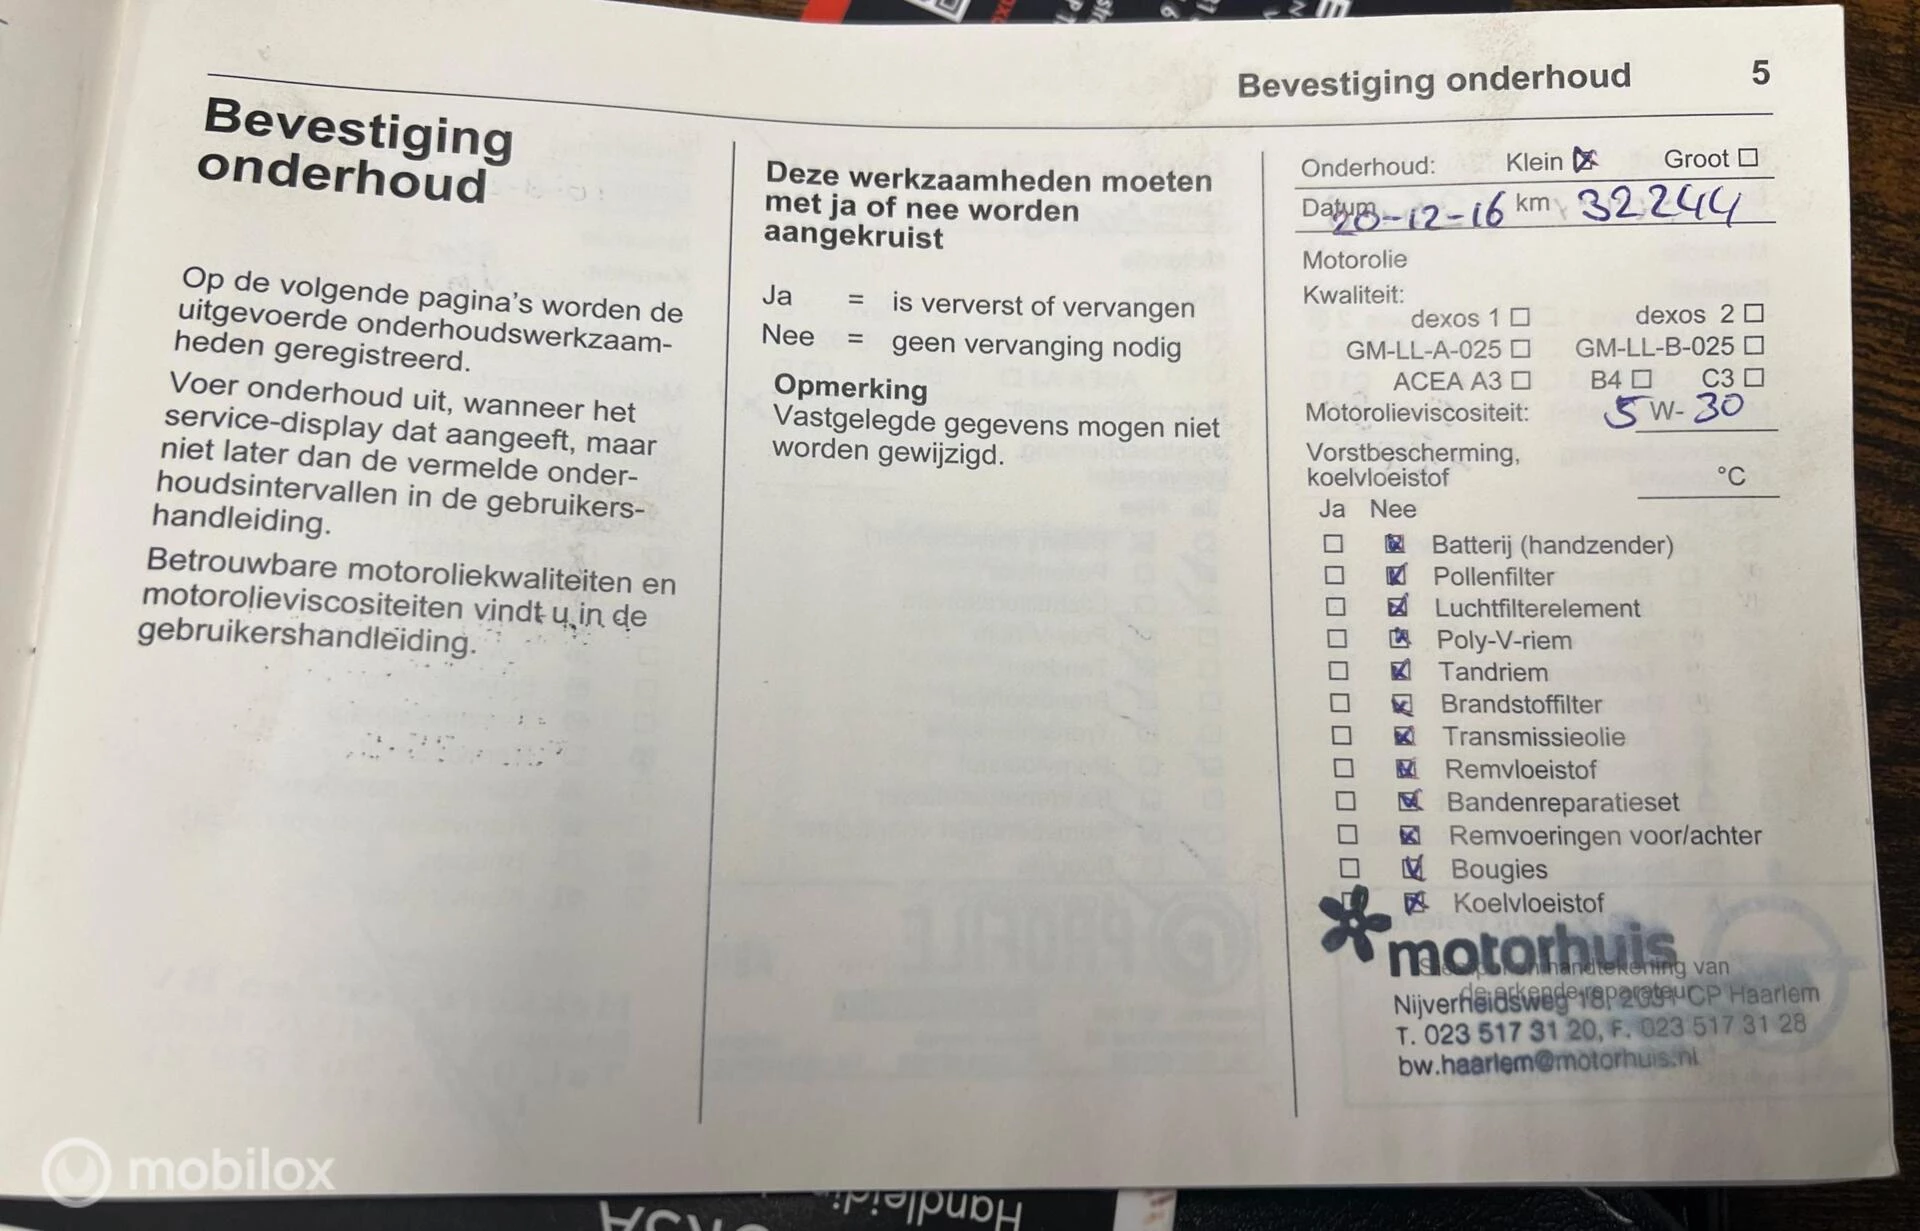 Bevestiging onderhoud 5
Bevestiging
onderhoud
Op de volgende pagina's worden de
uitgevoerde onderhoudswerkzaam-
heden geregistreerd.
Voer onderhoud uit, wanneer het
service-display dat aangeeft, maar
niet later dan de vermelde onder-
houdsintervallen in de gebruikers-
handleiding.
Betrouwbare motoroliekwaliteiten en
motorolieviscositeiten vindt u in de
gebruikershandleiding.
Deze werkzaamheden moeten
met ja of nee worden
aangekruist
Ja = is ververst of vervangen
Nee = geen vervanging nodig
Opmerking
Vastgelegde gegevens mogen niet
worden gewijzigd.
Onderhoud: Klein Groot
Datum 20-12-16 km 32244
Motorolie
Kwaliteit:
dexos 1 dexos 2
GM-LL-A-025 GM-LL-B-025
ACEA A3 B4 C3
Motorolieviscositeit: 5 W- 30
Vorstbescherming,
koelvloeistof °C
Ja Nee
Batterij (handzender)
Pollenfilter
Luchtfilterelement
Poly-V-riem
Tandriem
Brandstoffilter
Transmissieolie
Remvloeistof
Bandenreparatieset
Remvoeringen voor/achter
Bougies
Koelvloeistof
motorhuis
handtekening van
de erkende reparateur
Nijverheidsweg 18, 2031 CP Haarlem
T. 023 517 31 20, F. 023 517 31 28
bw.haarlem@motorhuis.nl
mobilox
Handleidin